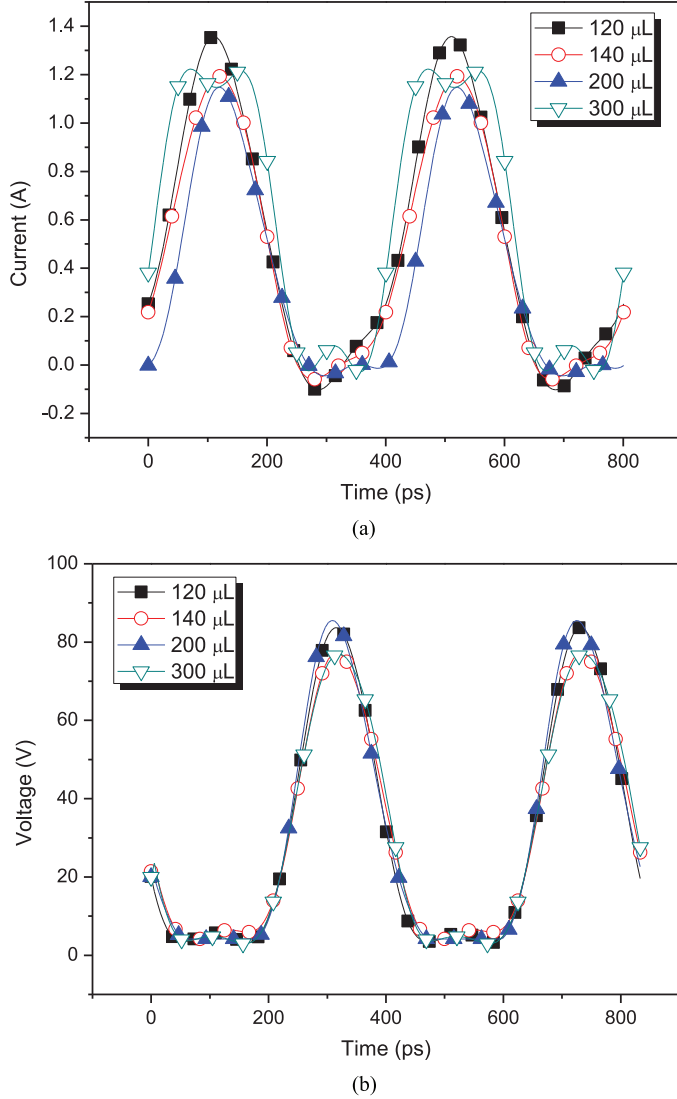 1.4
1.2
1.0
0.8
0.6
0.4
0.2
0.0
-0.2
Current (A)
120 μL
140 μL
200 μL
300 μL
0 200 400 600 800
Time (ps)
(a)
100
80
60
40
20
0
Voltage (V)
120 μL
140 μL
200 μL
300 μL
0 200 400 600 800
Time (ps)
(b)